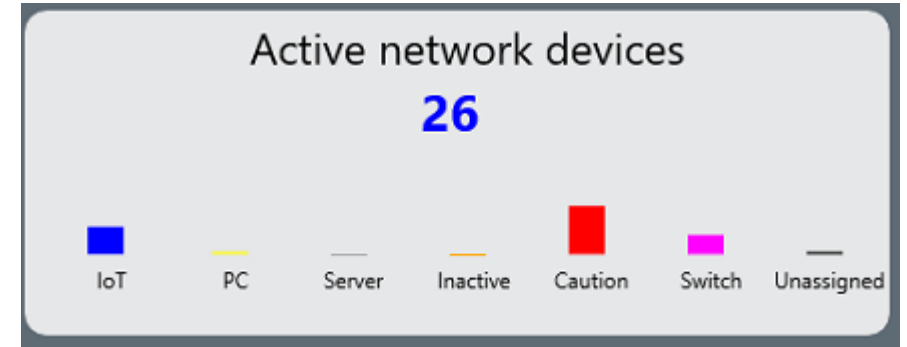 Active network devices
26
IoT PC Server Inactive Caution Switch Unassigned